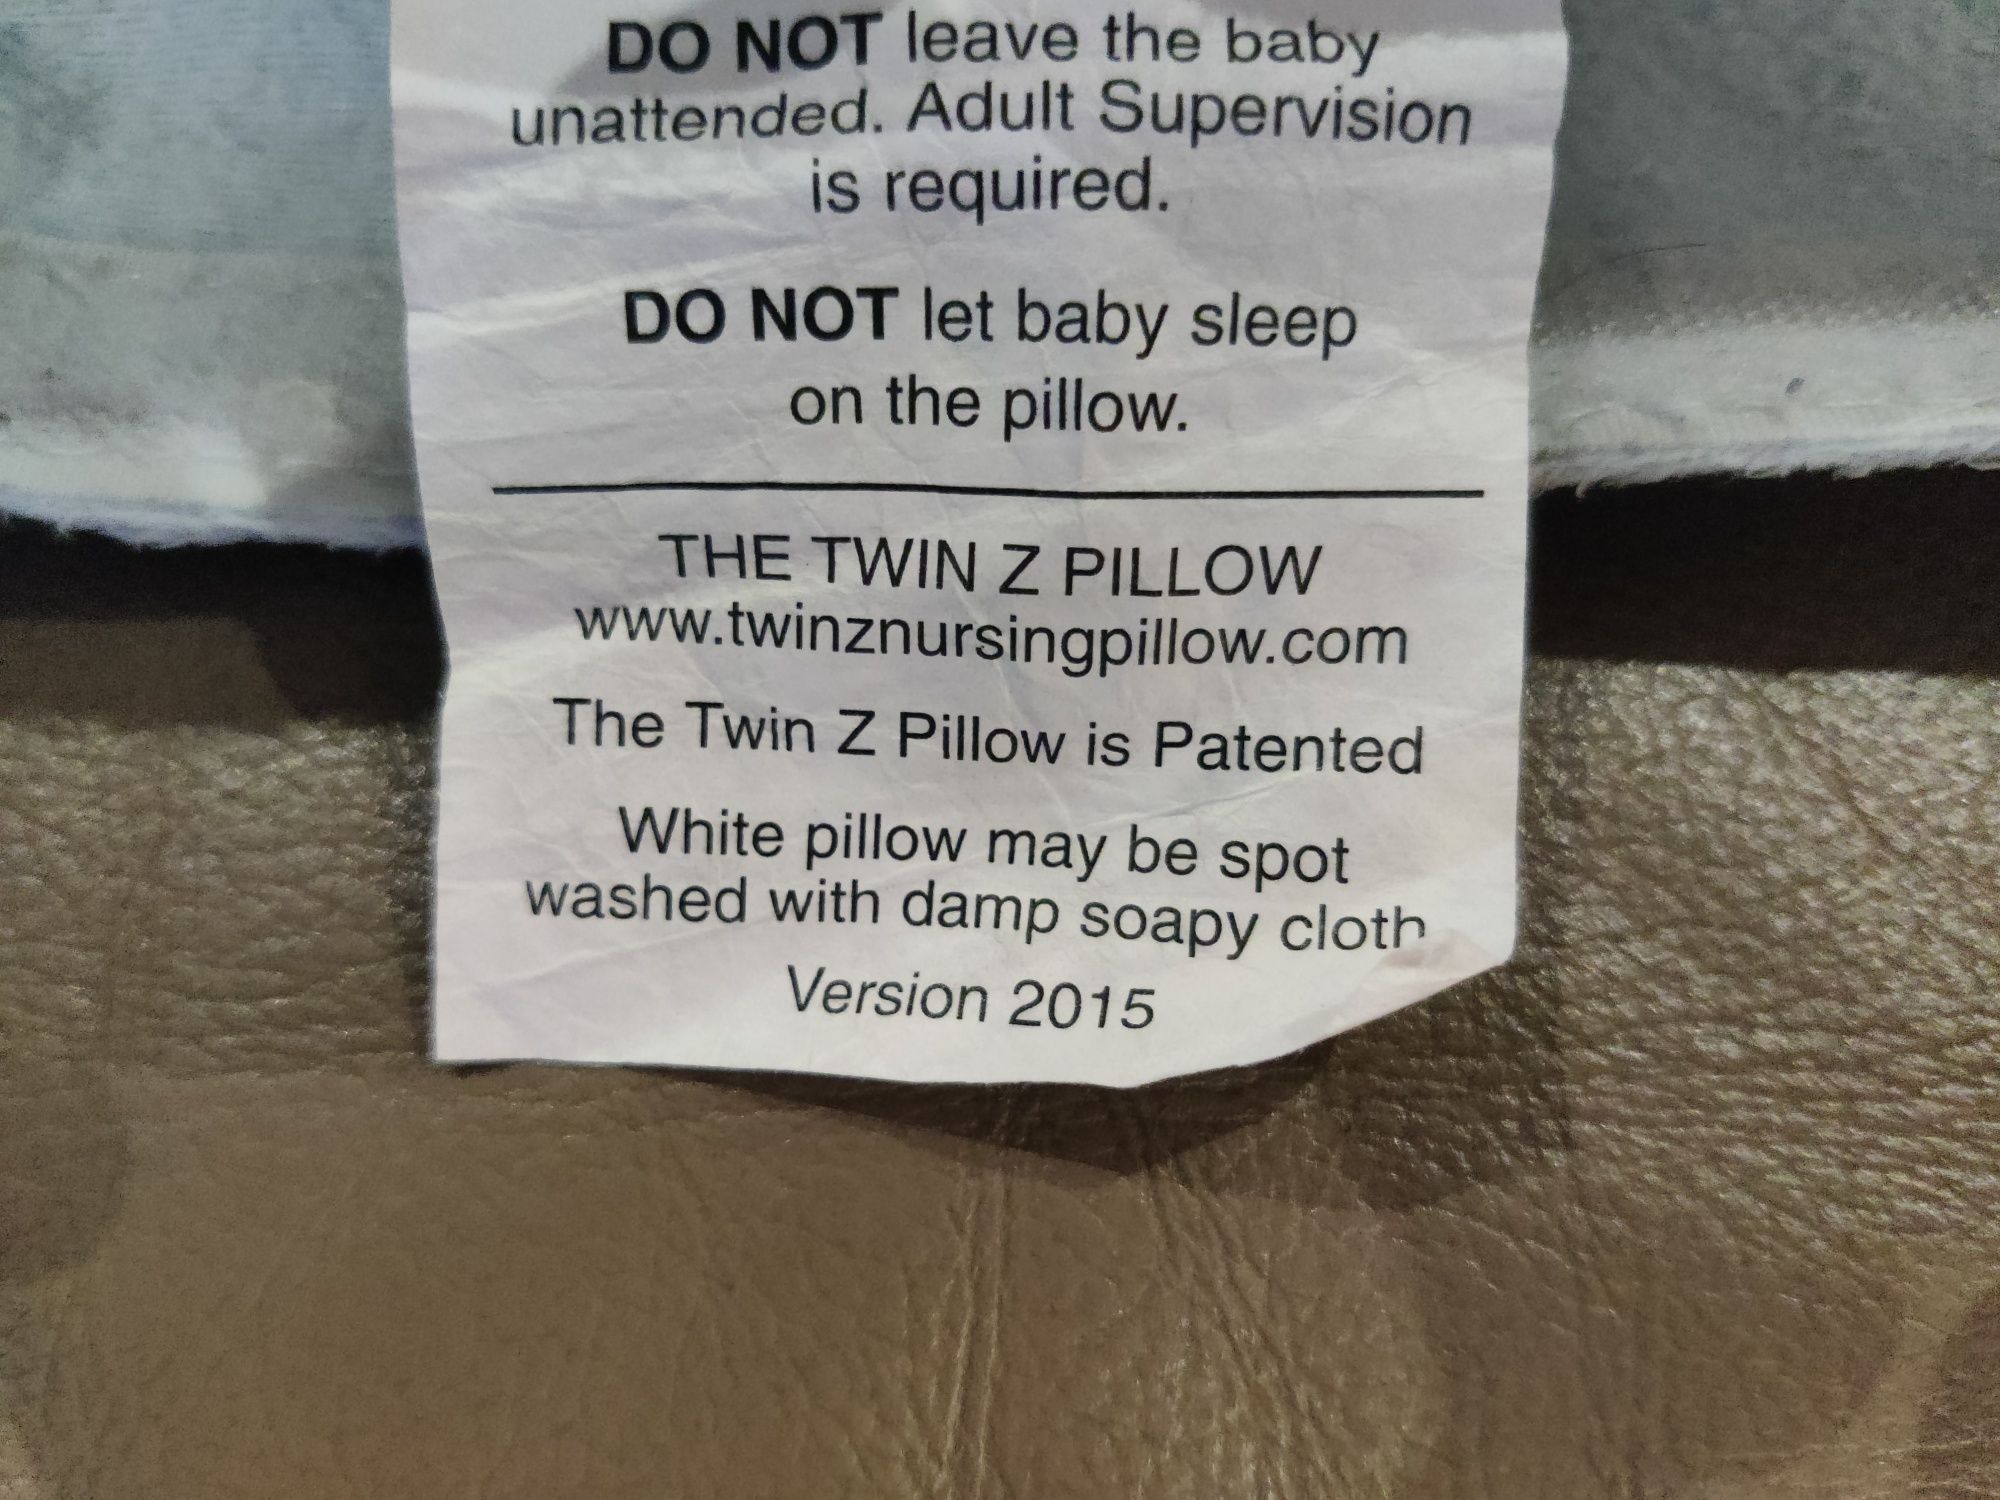 DO NOT leave the baby
unattended. Adult Supervision
is required.
DO NOT let baby sleep
on the pillow.
THE TWIN Z PILLOW
www.twinznursingpillow.com
The Twin Z Pillow is Patented
White pillow may be spot
washed with damp soapy cloth
Version 2015